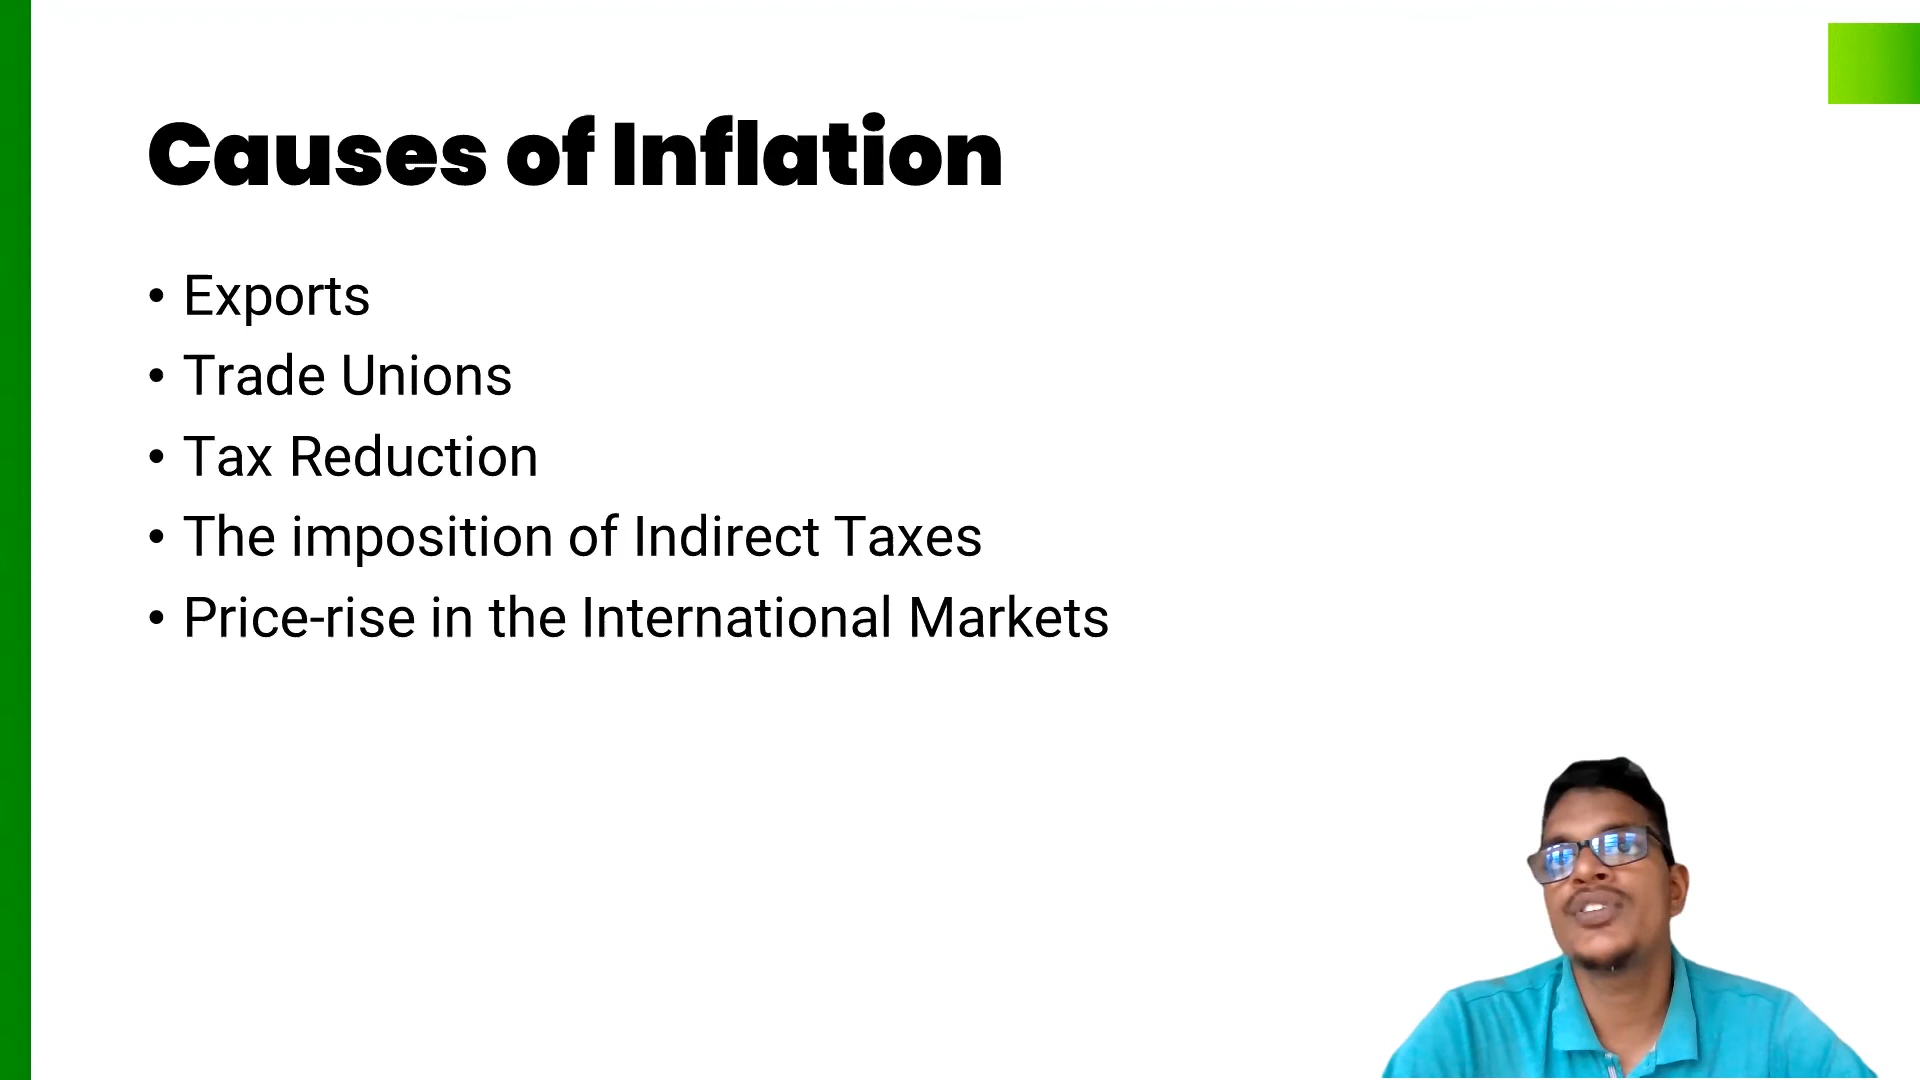 Causes of Inflation
• Exports
• Trade Unions
• Tax Reduction
• The imposition of Indirect Taxes
• Price-rise in the International Markets